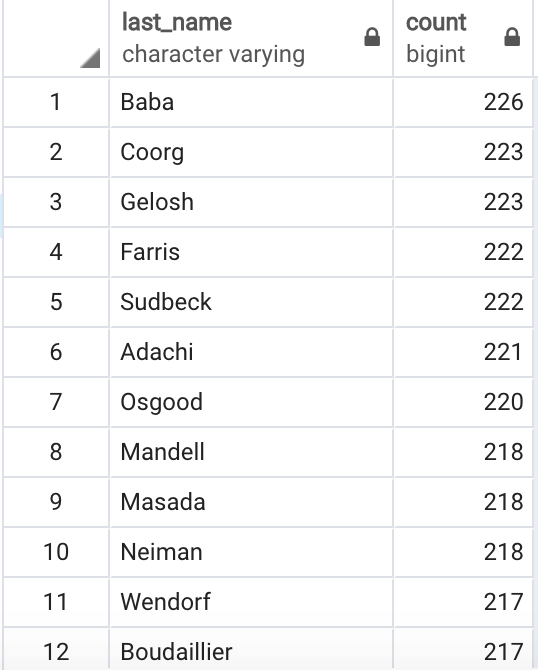 last_name count
character varying bigint
1 Baba 226
2 Coorg 223
3 Gelosh 223
4 Farris 222
5 Sudbeck 222
6 Adachi 221
7 Osgood 220
8 Mandell 218
9 Masada 218
10 Neiman 218
11 Wendorf 217
12 Boudaillier 217